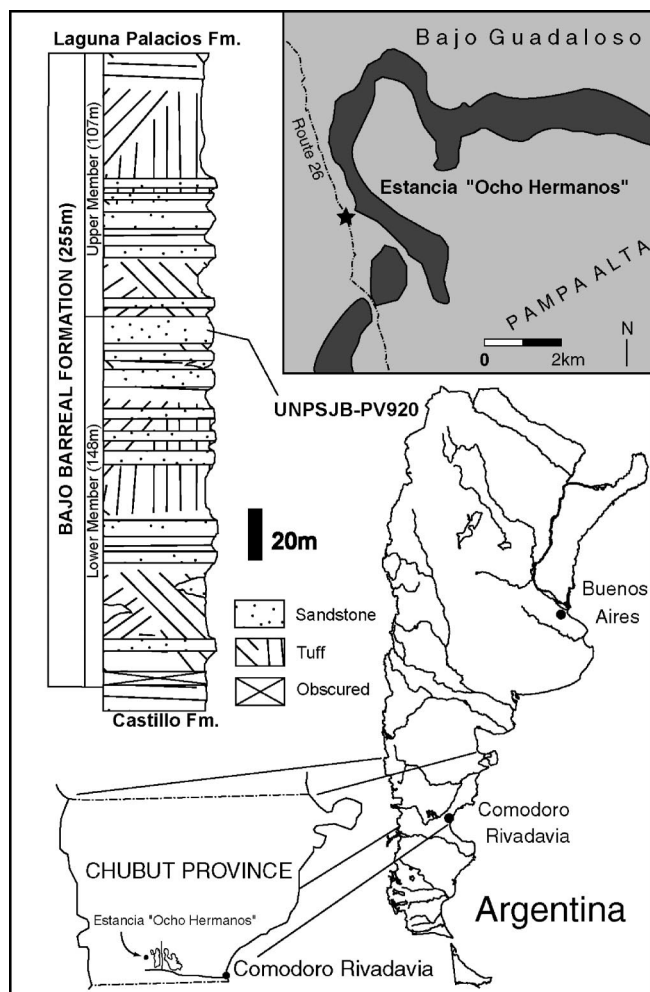 Laguna Palacios Fm.
BAJO BARREAL FORMATION (255m)
Upper Member (107m)
Lower Member (148m)
UNPSJB-PV920
20m
Sandstone
Tuff
Obscured
Castillo Fm.
Bajo Guadaloso
Route 26
Estancia "Ocho Hermanos"
PAMPA ALTA
0 2km
N
Buenos
Aires
Comodoro
Rivadavia
Argentina
CHUBUT PROVINCE
Estancia "Ocho Hermanos"
Comodoro Rivadavia